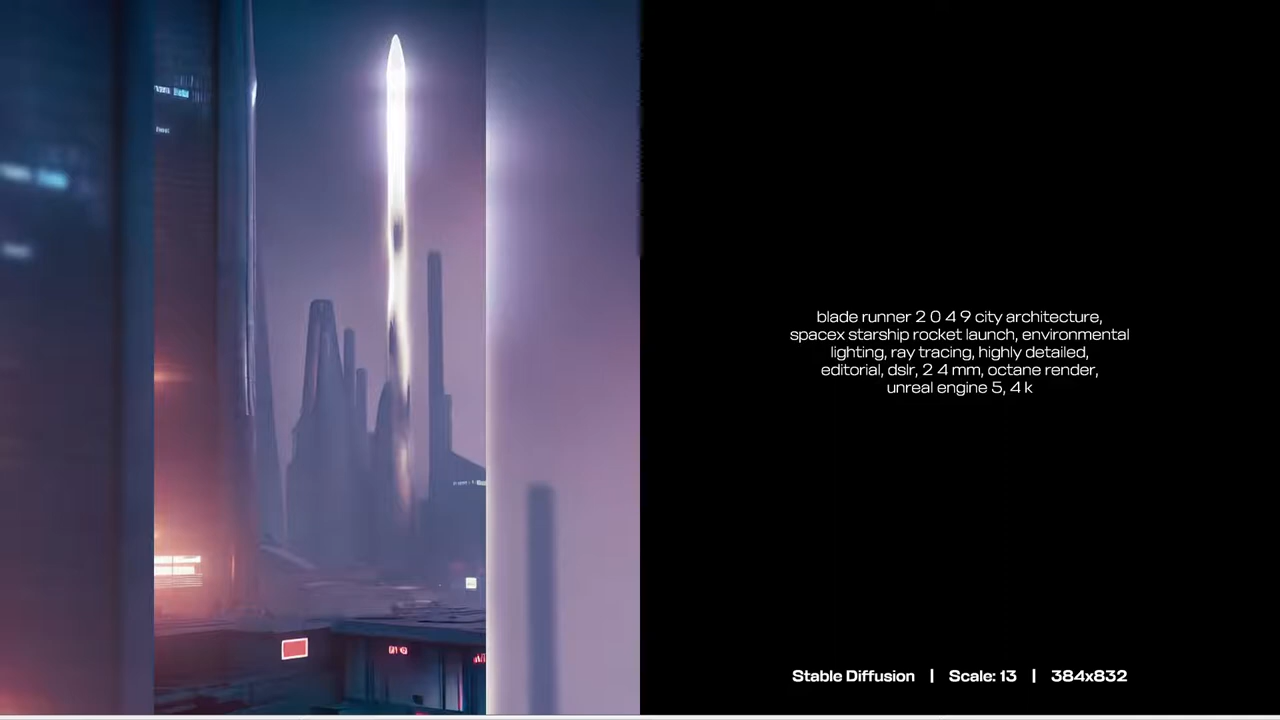 blade runner 2 0 4 9 city architecture,
spacex starship rocket launch, environmental
lighting, ray tracing, highly detailed,
editorial, dslr, 2 4 mm, octane render,
unreal engine 5, 4 k
Stable Diffusion | Scale: 13 | 384x832